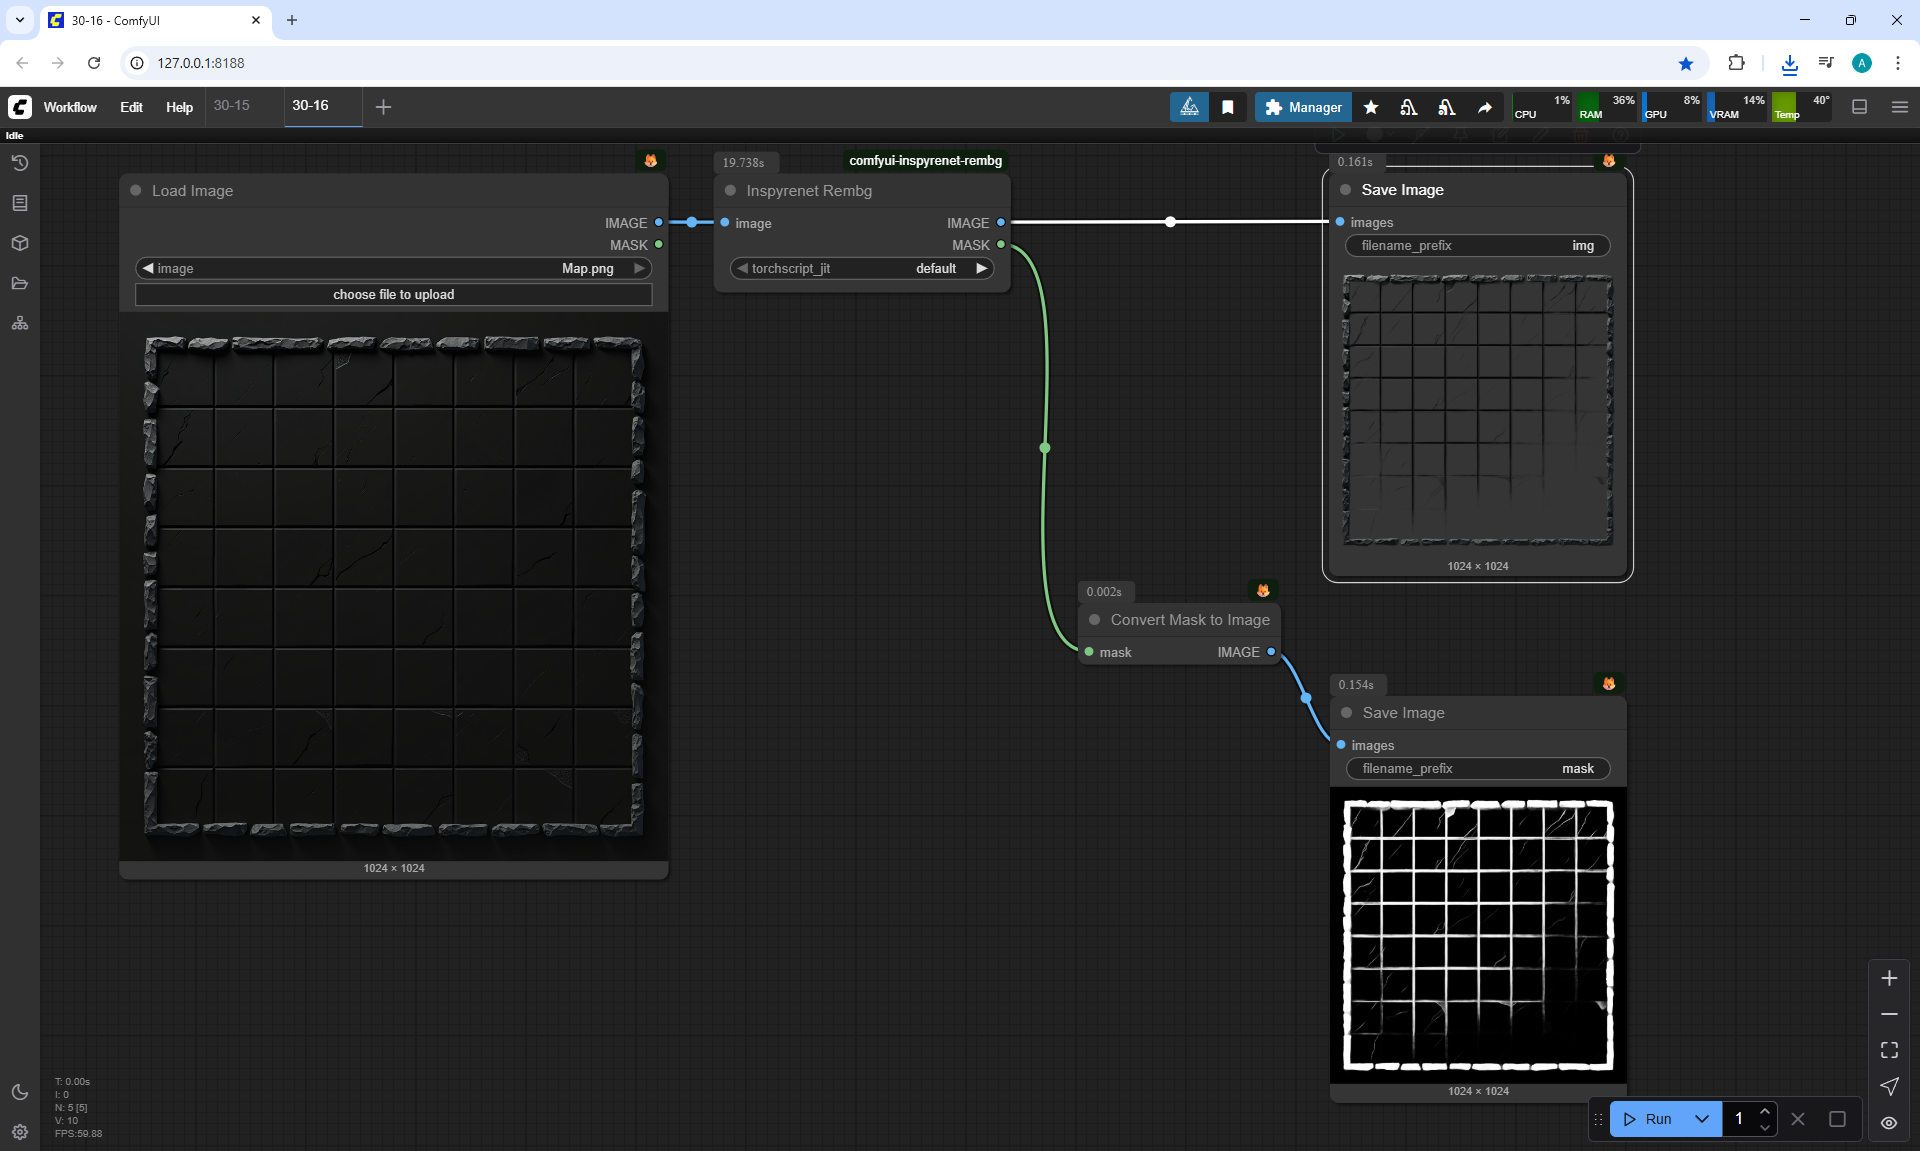 30-16 - ComfyUI
127.0.0.1:8188
A
Workflow
Edit
Help
30-15
30-16
Manager
CPU
1%
RAM
36%
GPU
8%
VRAM
14%
Temp
40°
Idle
Load Image
IMAGE
MASK
image
Map.png
choose file to upload
1024 × 1024
19.738s
comfyui-inspyrenet-rembg
Inspyrenet Rembg
image
IMAGE
MASK
torchscript_jit
default
0.161s
Save Image
images
filename_prefix
img
1024 × 1024
0.002s
Convert Mask to Image
mask
IMAGE
0.154s
Save Image
images
filename_prefix
mask
1024 × 1024
T: 0.00s
I: 0
N: 5 [5]
V: 10
FPS:59.88
Run
1